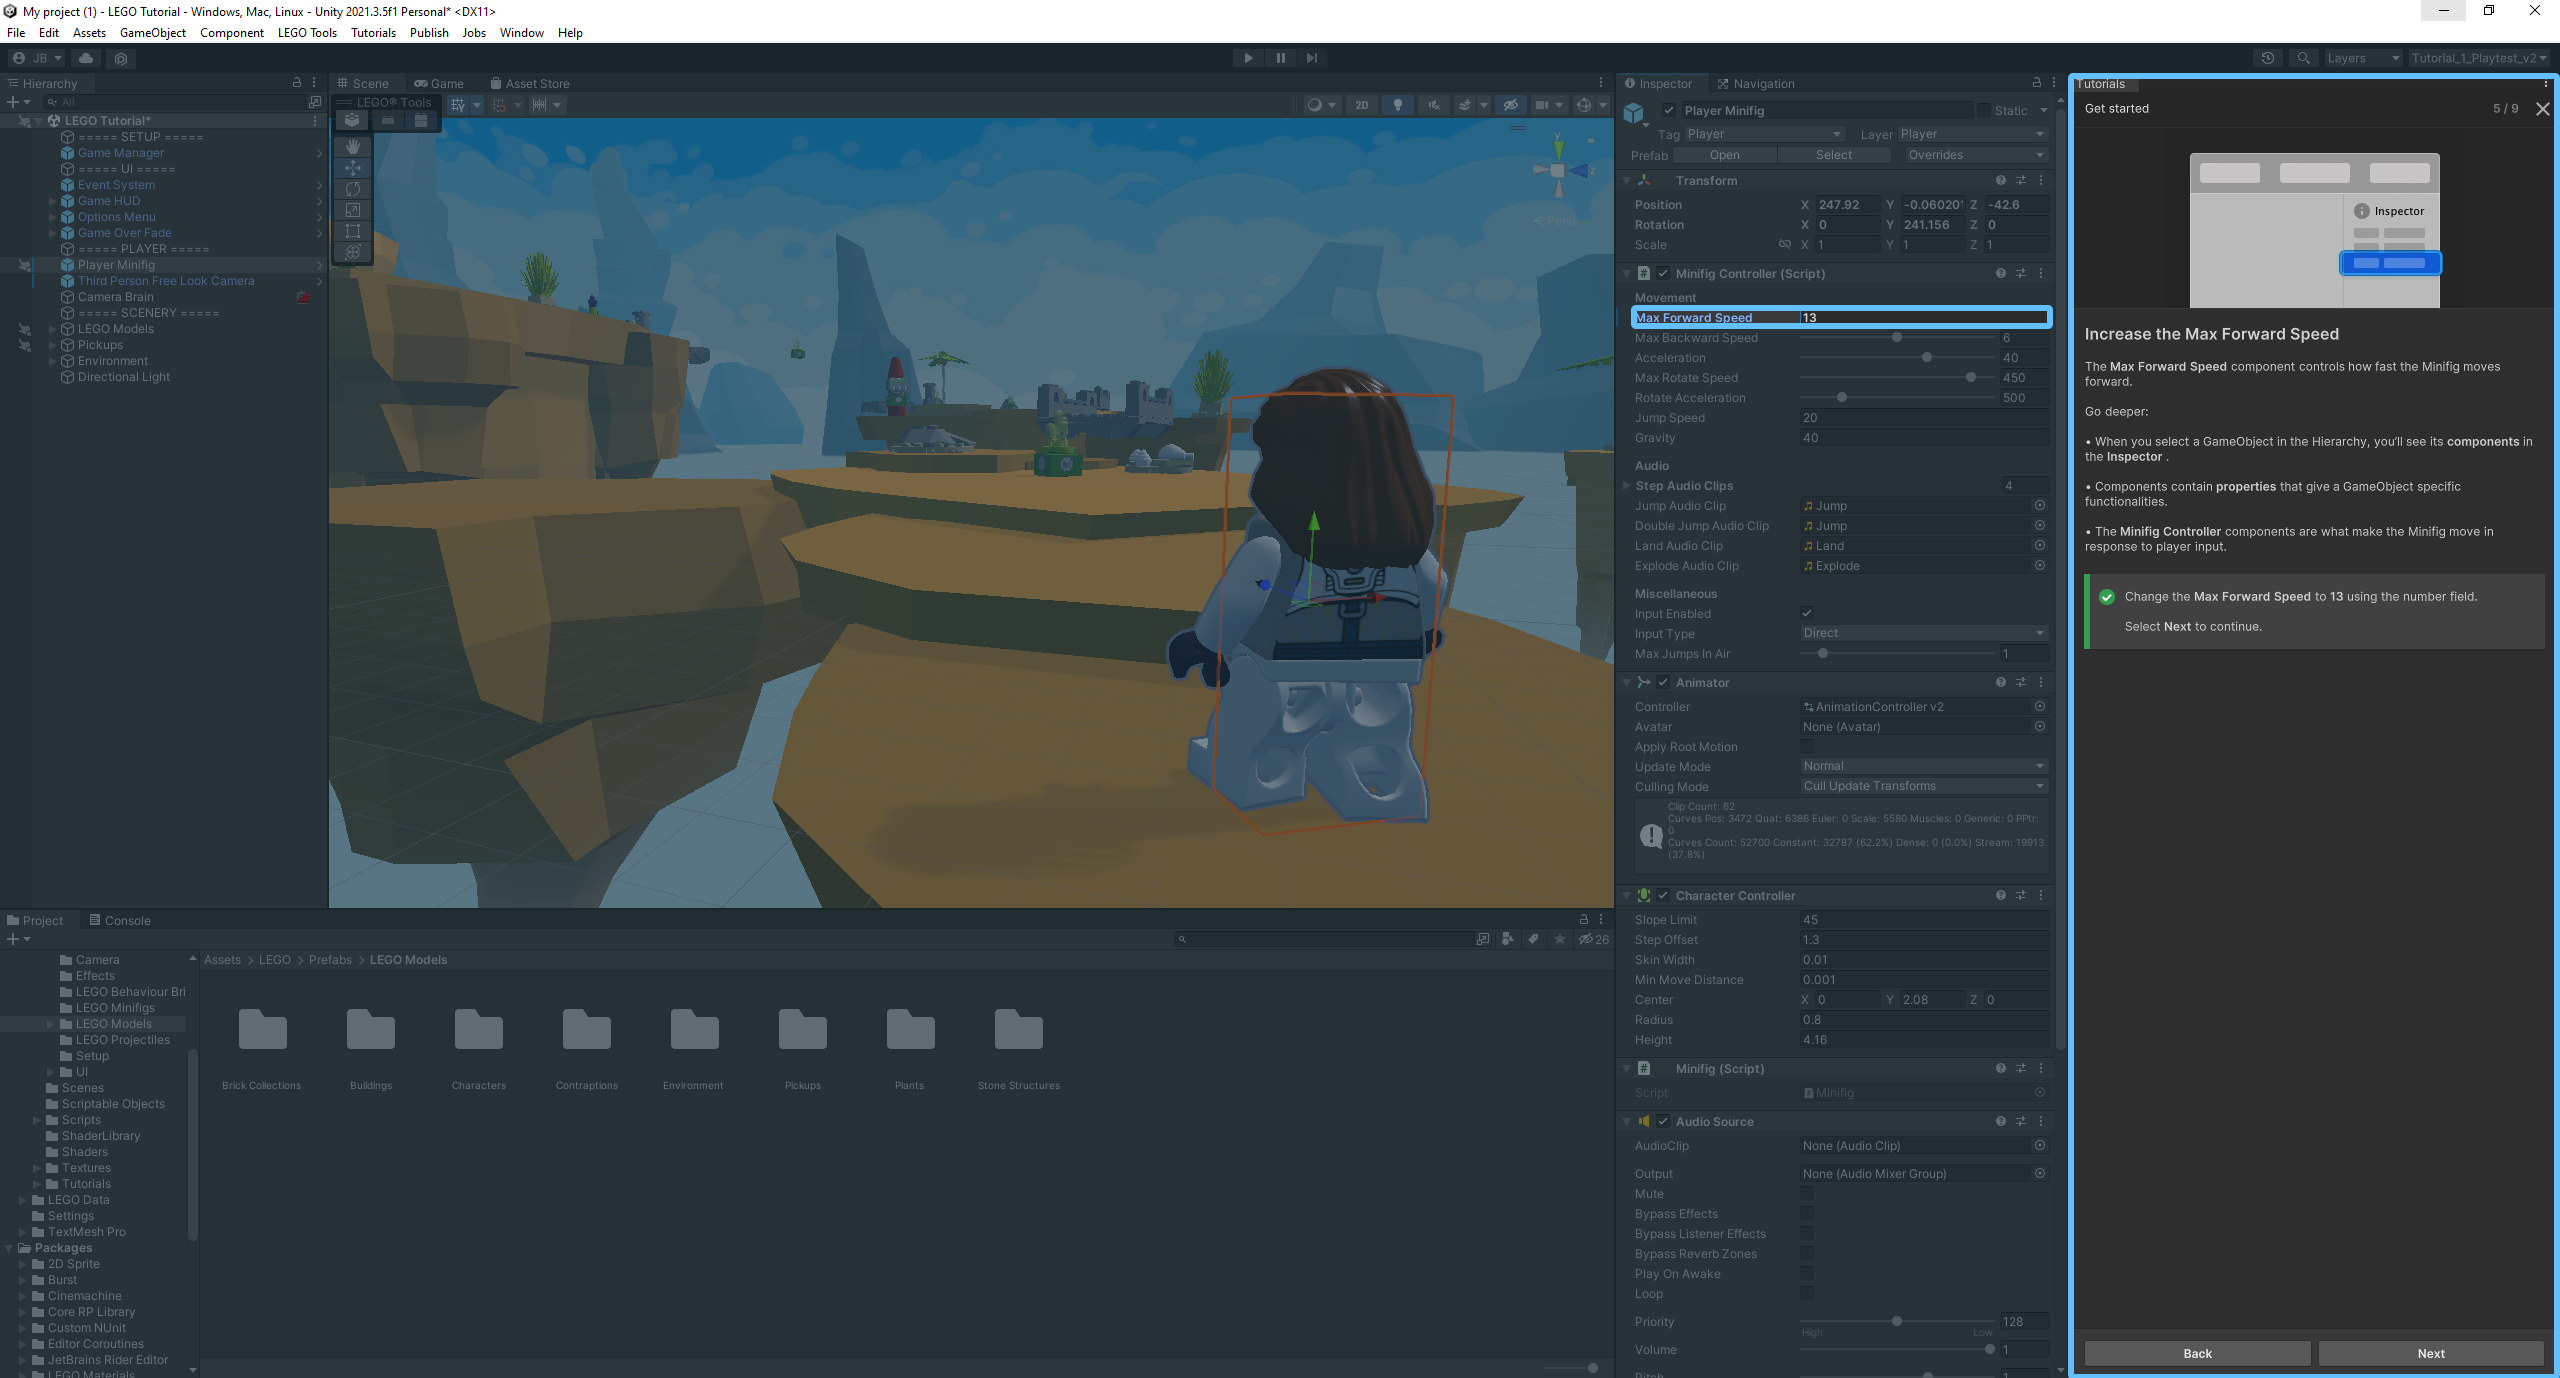 My project (1) - LEGO Tutorial - Windows, Mac, Linux - Unity 2021.3.5f1 Personal* <DX11>
File Edit Assets GameObject Component LEGO Tools Tutorials Publish Jobs Window Help
JB
Layers
Tutorial_1_Playtest_v2
Hierarchy
All
LEGO Tutorial*
===== SETUP =====
Game Manager
===== UI =====
Event System
Game HUD
Options Menu
Game Over Fade
===== PLAYER =====
Player Minifig
Third Person Free Look Camera
Camera Brain
===== SCENERY =====
LEGO Models
Pickups
Environment
Directional Light
Scene Game Asset Store
LEGO® Tools
2D
y
z
Persp
Inspector Navigation
Player Minifig Static
Tag Player Layer Player
Prefab Open Select Overrides
Transform
Position X 247.92 Y -0.060201 Z -42.6
Rotation X 0 Y 241.156 Z 0
Scale X 1 Y 1 Z 1
Minifig Controller (Script)
Movement
Max Forward Speed 13
Max Backward Speed 6
Acceleration 40
Max Rotate Speed 450
Rotate Acceleration 500
Jump Speed 20
Gravity 40
Audio
Step Audio Clips 4
Jump Audio Clip Jump
Double Jump Audio Clip Jump
Land Audio Clip Land
Explode Audio Clip Explode
Miscellaneous
Input Enabled
Input Type Direct
Max Jumps In Air 1
Animator
Controller AnimationController v2
Avatar None (Avatar)
Apply Root Motion
Update Mode Normal
Culling Mode Cull Update Transforms
Clip Count: 62
Curves Pos: 3472 Quat: 6386 Euler: 0 Scale: 5580 Muscles: 0 Generic: 0 PPtr:
0
Curves Count: 52700 Constant: 32787 (62.2%) Dense: 0 (0.0%) Stream: 19913
(37.8%)
Character Controller
Slope Limit 45
Step Offset 1.3
Skin Width 0.01
Min Move Distance 0.001
Center X 0 Y 2.08 Z 0
Radius 0.8
Height 4.16
Minifig (Script)
Script Minifig
Audio Source
AudioClip None (Audio Clip)
Output None (Audio Mixer Group)
Mute
Bypass Effects
Bypass Listener Effects
Bypass Reverb Zones
Play On Awake
Loop
Priority 128
High Low
Volume 1
Pitch 1
Tutorials
Get started 5 / 9
Inspector
Increase the Max Forward Speed
The Max Forward Speed component controls how fast the Minifig moves
forward.
Go deeper:
• When you select a GameObject in the Hierarchy, you'll see its components in
the Inspector .
• Components contain properties that give a GameObject specific
functionalities.
• The Minifig Controller components are what make the Minifig move in
response to player input.
Change the Max Forward Speed to 13 using the number field.
Select Next to continue.
Back Next
Project Console
26
Camera
Effects
LEGO Behaviour Bri
LEGO Minifigs
LEGO Models
LEGO Projectiles
Setup
UI
Scenes
Scriptable Objects
Scripts
ShaderLibrary
Shaders
Textures
Tutorials
LEGO Data
Settings
TextMesh Pro
Packages
2D Sprite
Burst
Cinemachine
Core RP Library
Custom NUnit
Editor Coroutines
JetBrains Rider Editor
LEGO Materials
Assets > LEGO > Prefabs > LEGO Models
Brick Collections Buildings Characters Contraptions Environment Pickups Plants Stone Structures